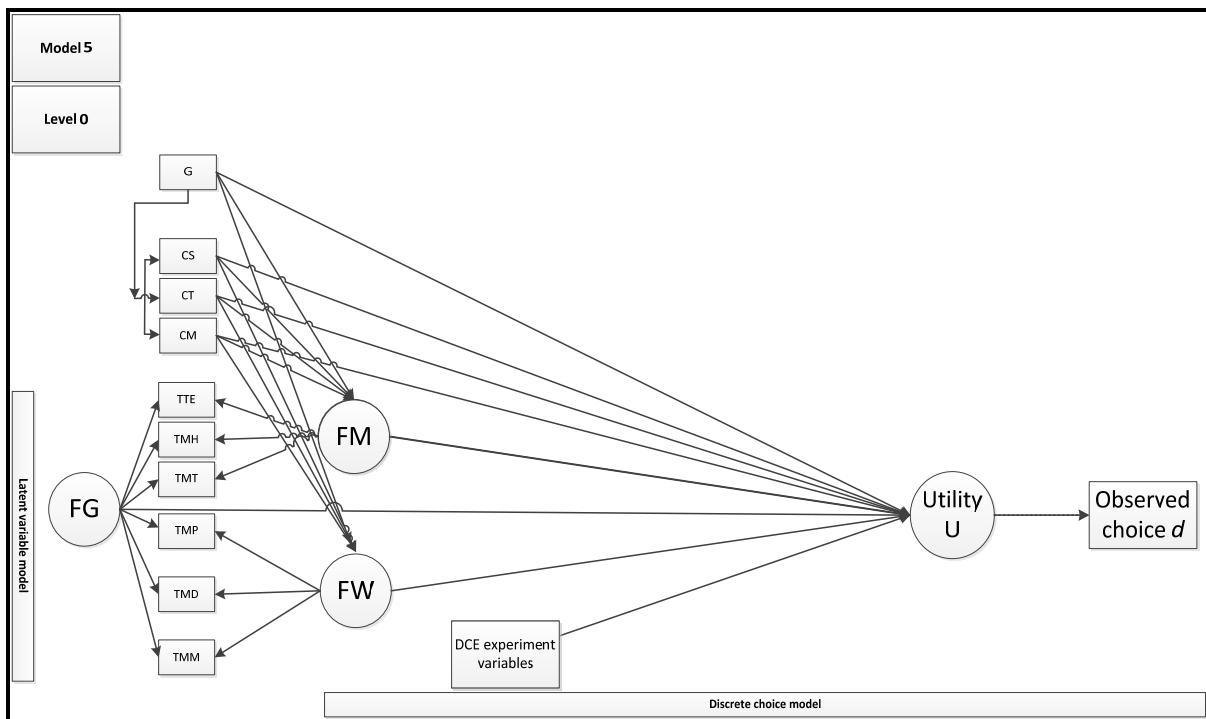 Model 5
Level 0
G
CS
CT
CM
TTE
TMH
TMT
TMP
TMD
TMM
Latent variable model
FG
FM
FW
DCE experiment
variables
Utility
U
Observed
choice d
Discrete choice model